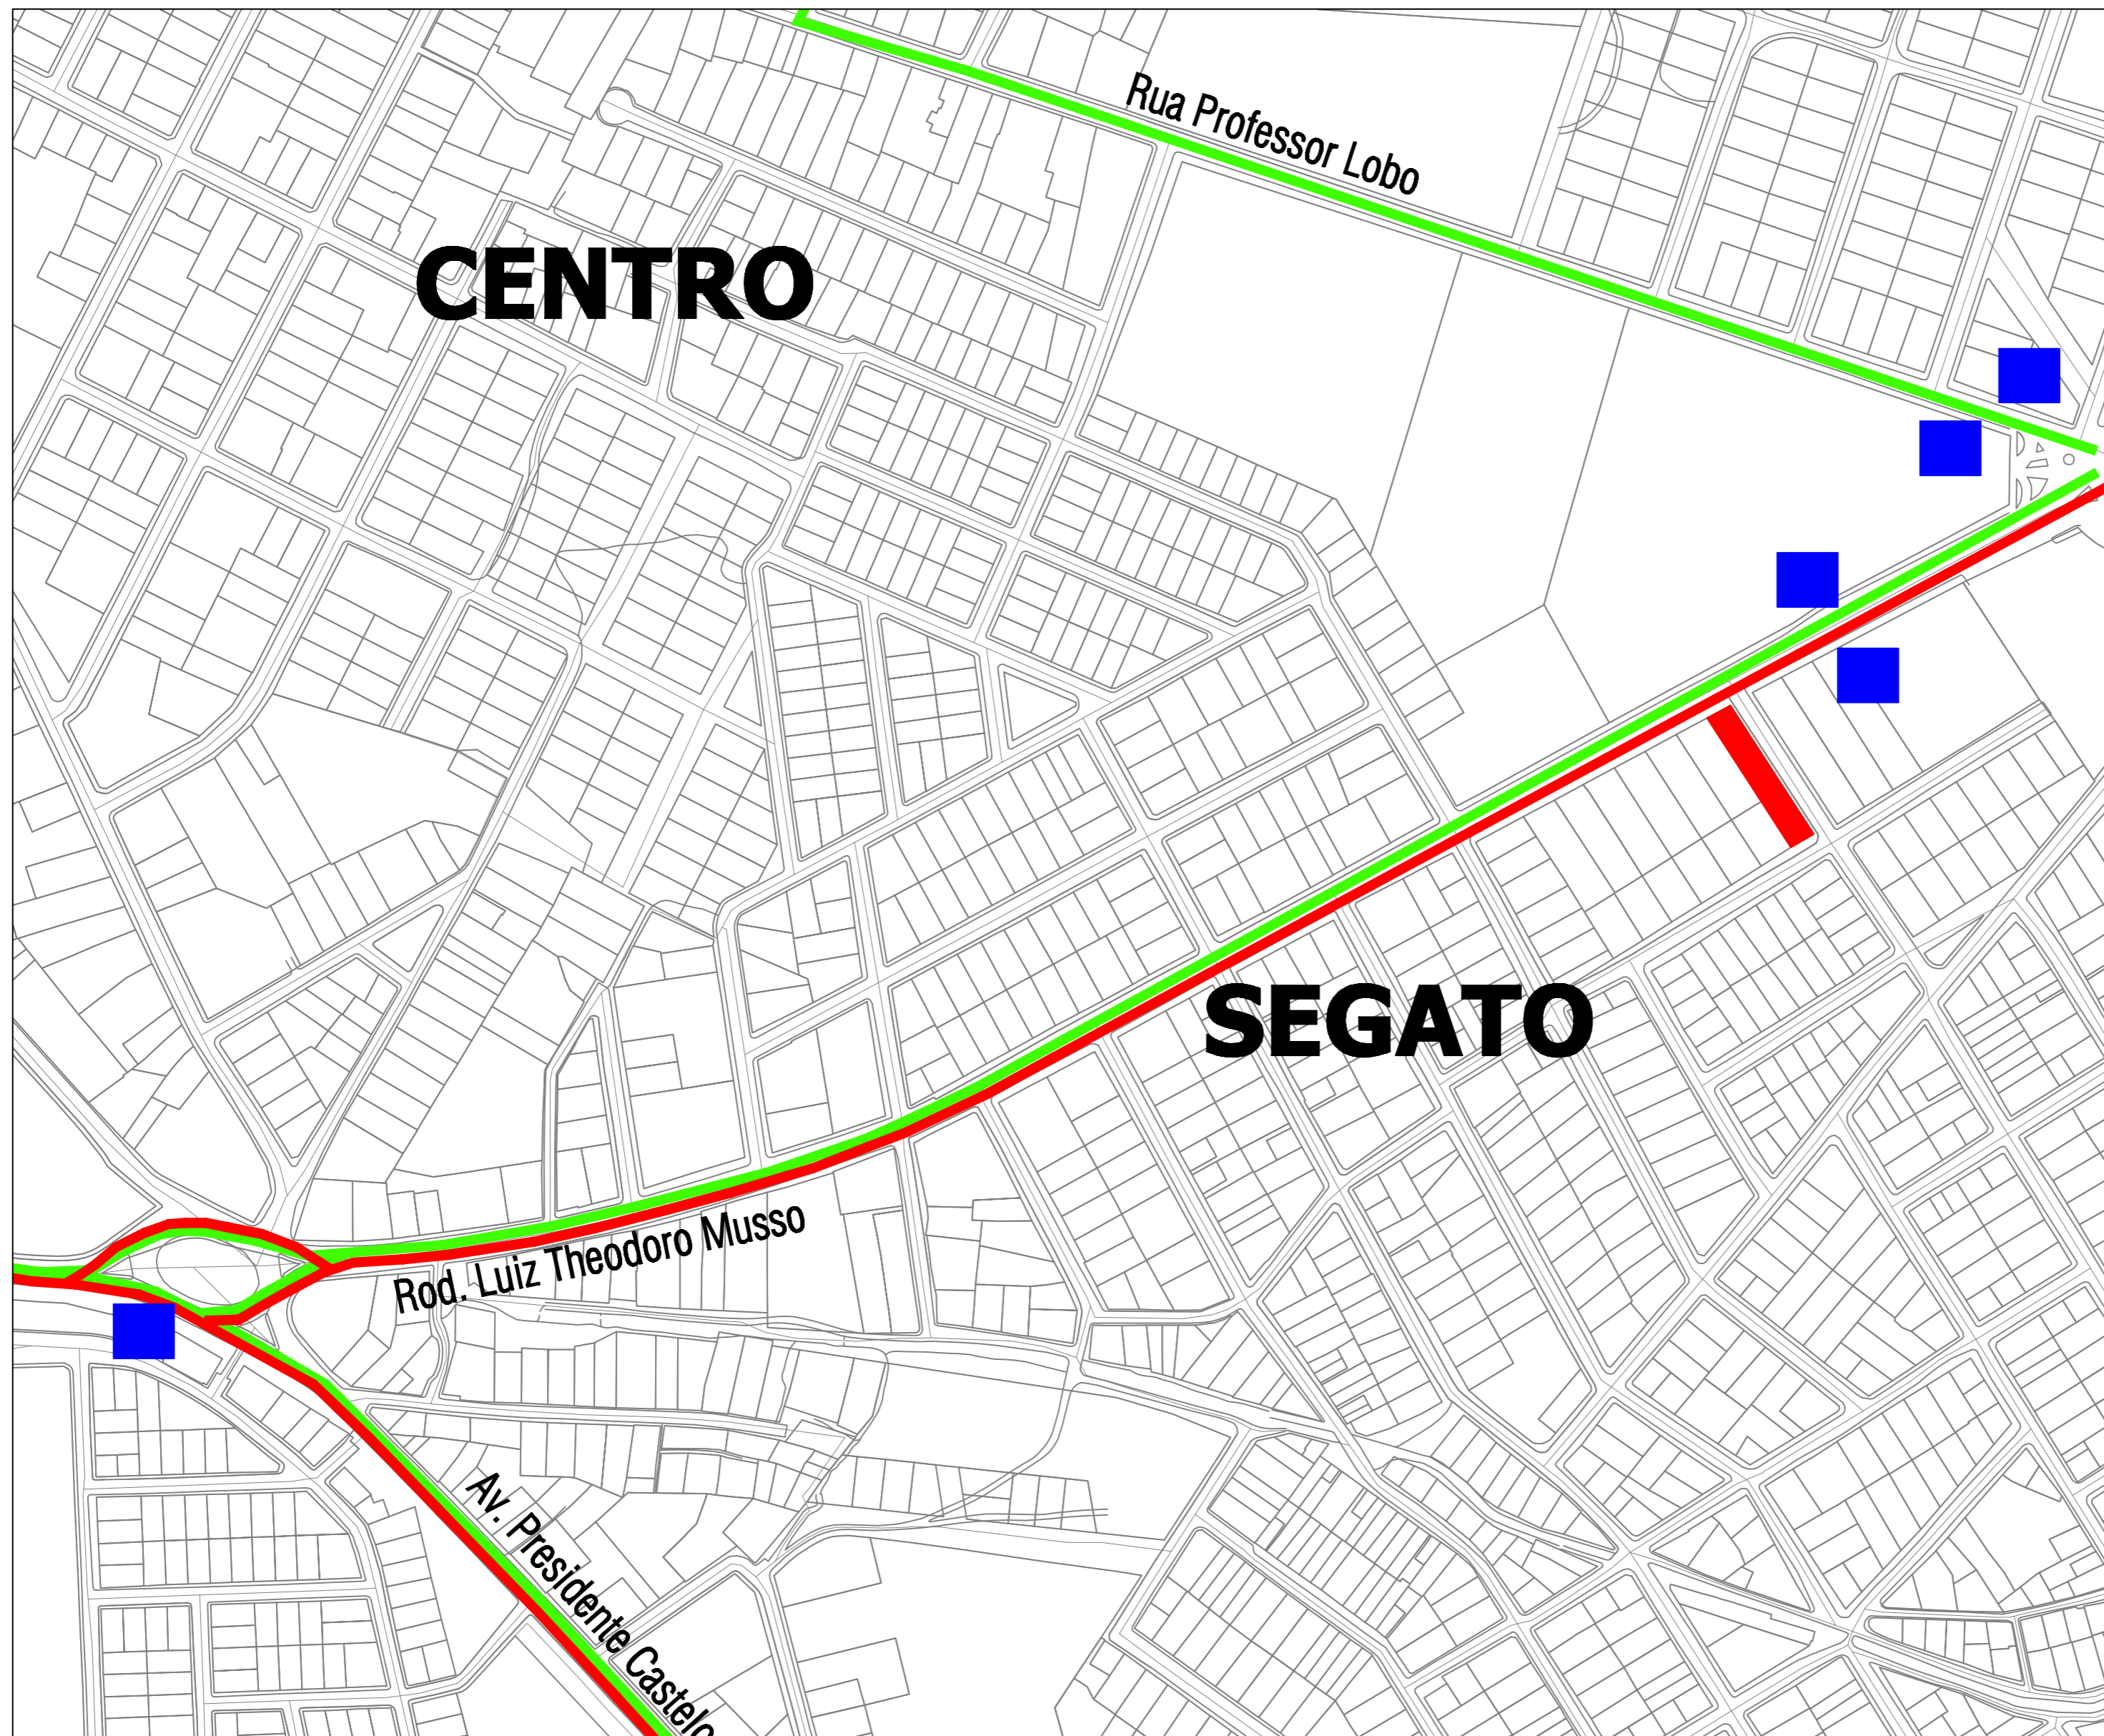 Rua Professor Lobo
CENTRO
SEGATO
Rod. Luiz Theodoro Musso
Av. Presidente Castelo